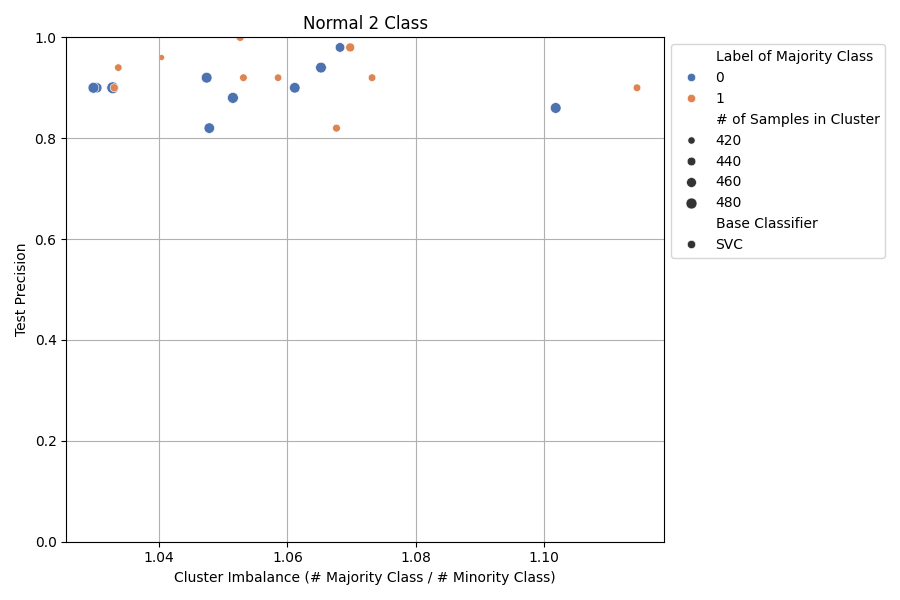 Normal 2 Class
1.0
0.8
0.6
0.4
0.2
0.0
Test Precision
1.04
1.06
1.08
1.10
Cluster Imbalance (# Majority Class / # Minority Class)
Label of Majority Class
0
1
# of Samples in Cluster
420
440
460
480
Base Classifier
SVC